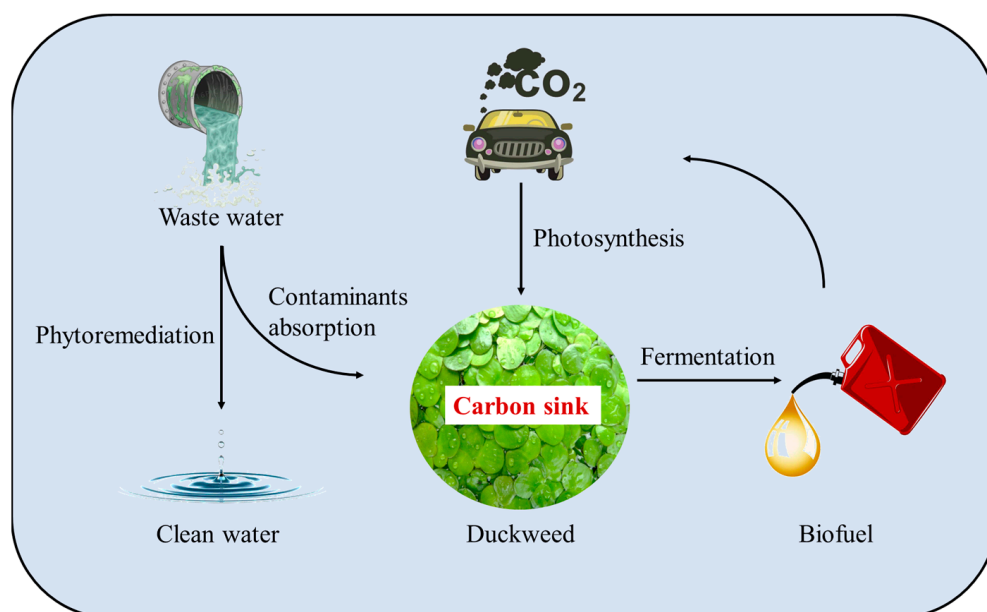 CO₂
Waste water
Photosynthesis
Contaminants
absorption
Phytoremediation
Fermentation
Carbon sink
Clean water
Duckweed
Biofuel